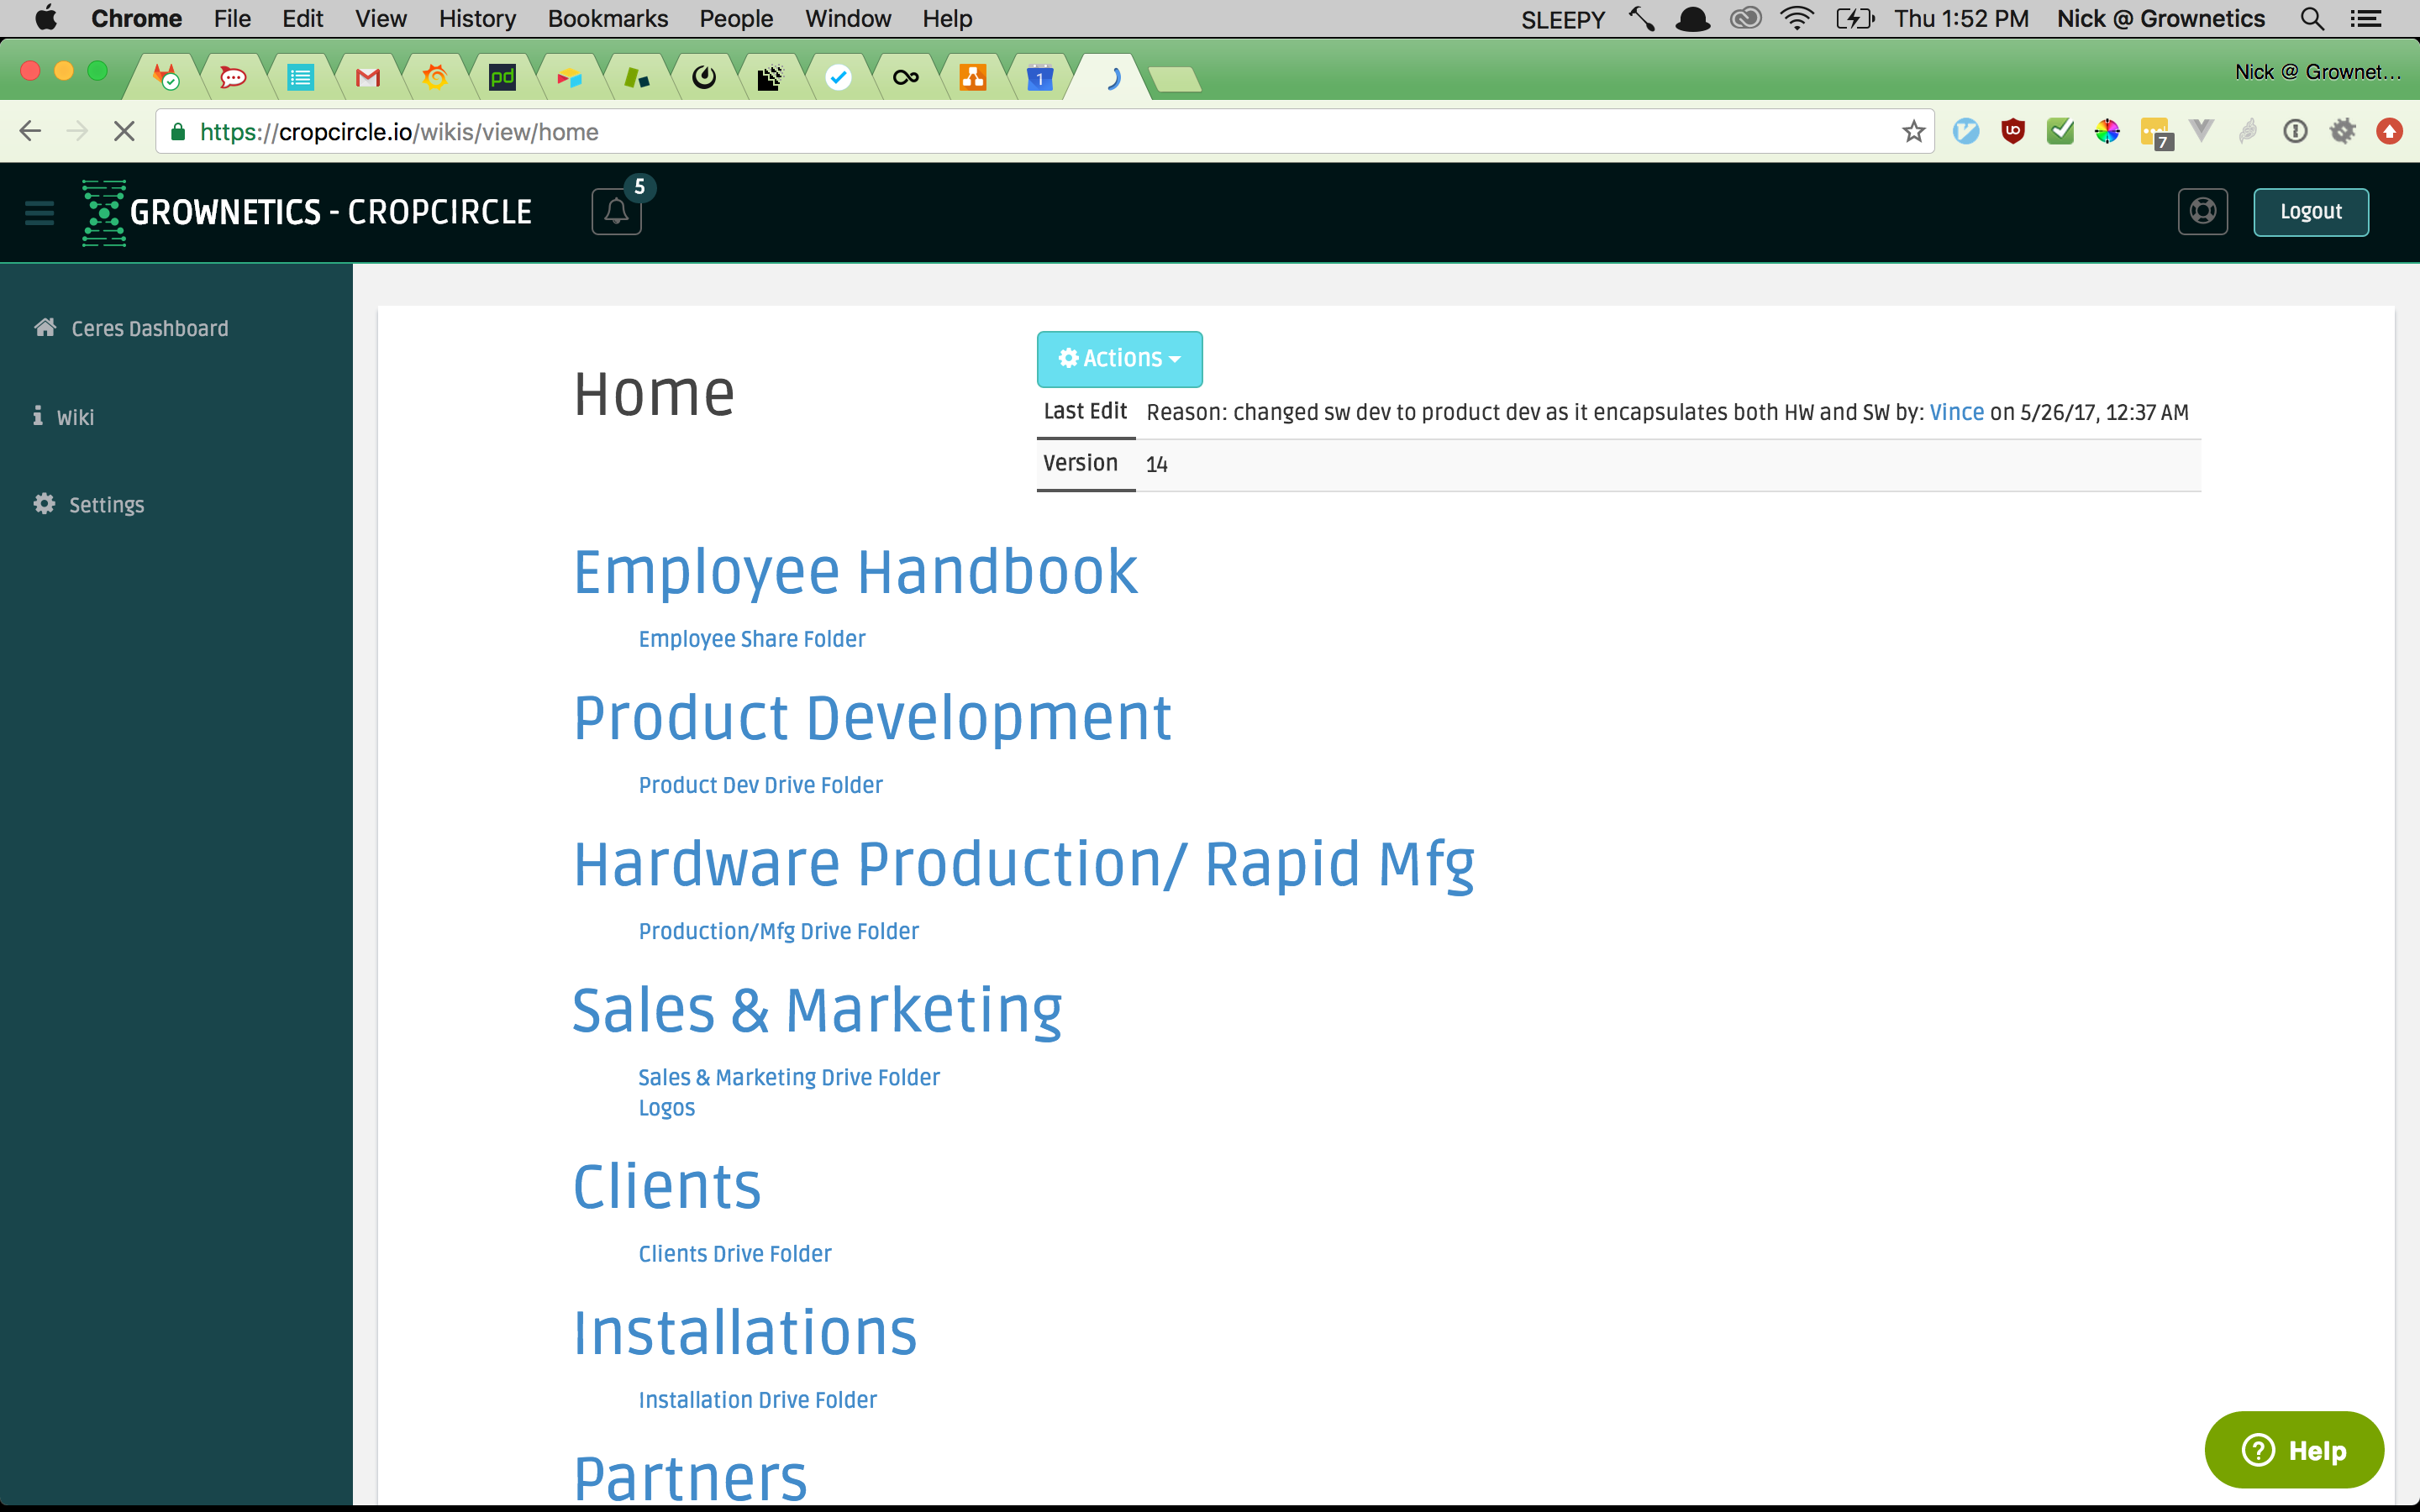 Chrome File Edit View History Bookmarks People Window Help SLEEPY Thu 1:52 PM Nick @ Grownetics
pd 1 Nick @ Grownet...
https://cropcircle.io/wikis/view/home 7
GROWNETICS - CROPCIRCLE 5 Logout
Ceres Dashboard
Wiki
Settings
Home
Actions
Last Edit Reason: changed sw dev to product dev as it encapsulates both HW and SW by: Vince on 5/26/17, 12:37 AM
Version 14
Employee Handbook
Employee Share Folder
Product Development
Product Dev Drive Folder
Hardware Production/ Rapid Mfg
Production/Mfg Drive Folder
Sales & Marketing
Sales & Marketing Drive Folder
Logos
Clients
Clients Drive Folder
Installations
Installation Drive Folder
Partners
? Help